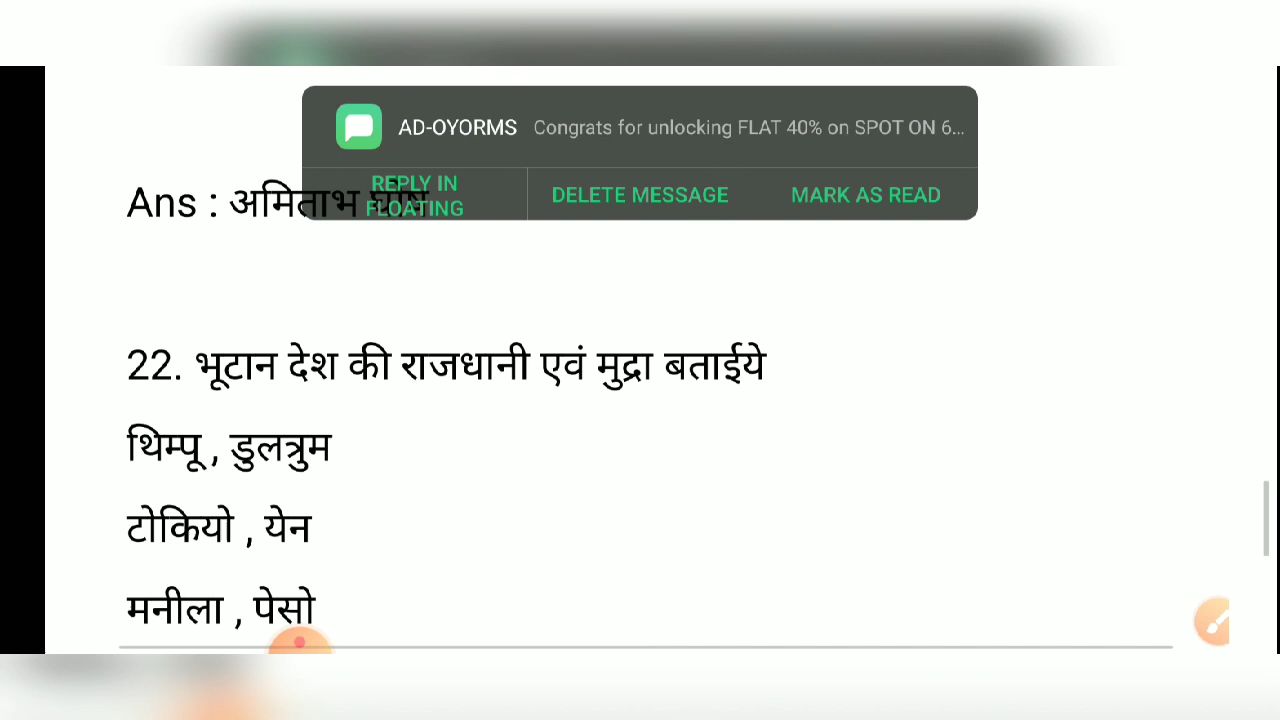 AD-OYORMS Congrats for unlocking FLAT 40% on SPOT ON 6...
REPLY IN
FLOATING
DELETE MESSAGE
MARK AS READ
Ans : अमिताभ घोष
22. भूटान देश की राजधानी एवं मुद्रा बताईये
थिम्पू , डुलत्रुम
टोकियो , येन
मनीला , पेसो